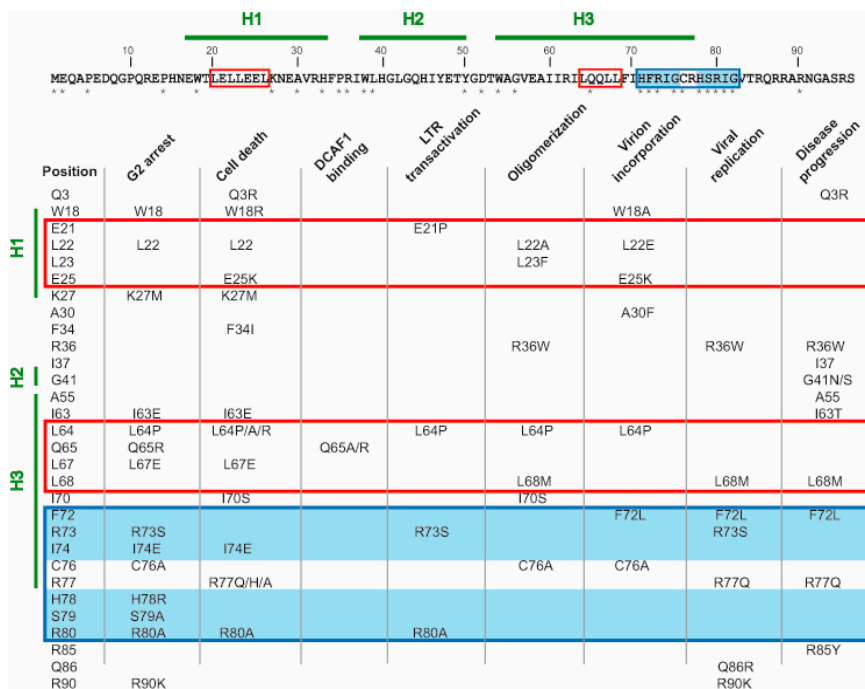 H1 H2 H3
10 20 30 40 50 60 70 80 90
MEQAPEDQGPQREPHNEWTLELLEELKNEAVRHFPRIWLHGLGQHIYETYGDTWAGVEAIIRILQQLLFIHFRIGCRHSRIGVTRQRRARNGASRS
Position G2 arrest Cell death DCAF1 binding LTR transactivation Oligomerization Virion incorporation Viral replication Disease progression
Q3 Q3R Q3R
W18 W18 W18R W18A
H1
E21 E21P
L22 L22 L22 L22A L22E
L23 L23F
E25 E25K E25K
K27 K27M K27M
A30 A30F
F34 F34I
R36 R36W R36W R36W
I37 I37
H2
G41 G41N/S
A55 A55
I63 I63E I63E I63T
L64 L64P L64P/A/R L64P L64P L64P
Q65 Q65R Q65A/R
L67 L67E L67E
H3
L68 L68M L68M L68M
I70 I70S I70S
F72 F72L F72L F72L
R73 R73S R73S R73S
I74 I74E I74E
C76 C76A C76A C76A
R77 R77Q/H/A R77Q R77Q
H78 H78R
S79 S79A
R80 R80A R80A R80A
R85 R85Y
Q86 Q86R
R90 R90K R90K